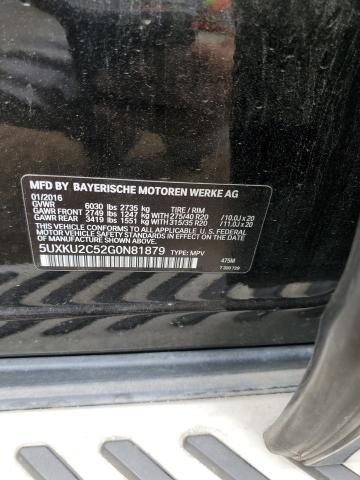 MFD BY BAYERISCHE MOTOREN WERKE AG
01/2016
GVWR 6030 lbs 2735 kg TIRE / RIM
GAWR FRONT 2749 lbs 1247 kg WITH 275/40 R20 /10.0J x 20
GAWR REAR 3419 lbs 1551 kg WITH 315/35 R20 /11.0J x 20
THIS VEHICLE CONFORMS TO ALL APPLICABLE U.S. FEDERAL
MOTOR VEHICLE SAFETY STANDARDS IN EFFECT
ON THE DATE OF MANUFACTURE SHOWN ABOVE.
5UXKU2C52G0N81879 TYPE: MPV 475M